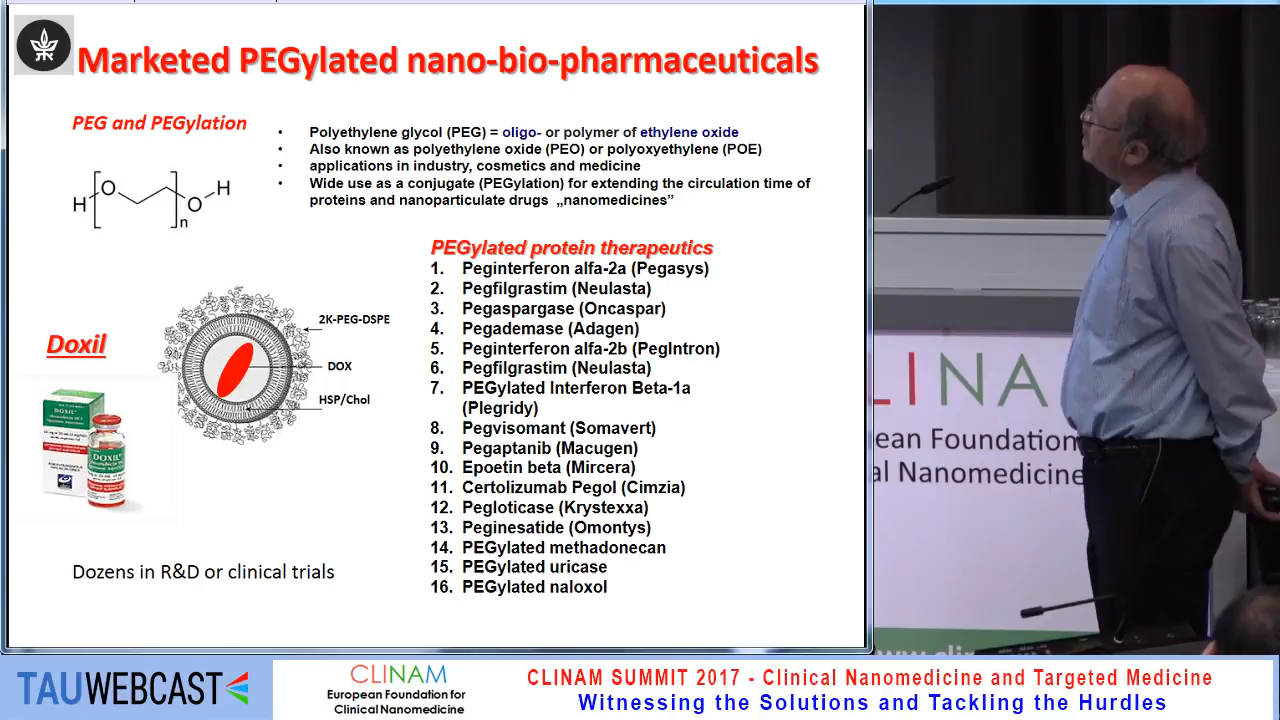 Marketed PEGylated nano-bio-pharmaceuticals
PEG and PEGylation
• Polyethylene glycol (PEG) = oligo- or polymer of ethylene oxide
• Also known as polyethylene oxide (PEO) or polyoxyethylene (POE)
• applications in industry, cosmetics and medicine
• Wide use as a conjugate (PEGylation) for extending the circulation time of
proteins and nanoparticulate drugs „nanomedicines”
H
O
n
O
H
PEGylated protein therapeutics
1. Peginterferon alfa-2a (Pegasys)
2. Pegfilgrastim (Neulasta)
3. Pegaspargase (Oncaspar)
4. Pegademase (Adagen)
5. Peginterferon alfa-2b (PegIntron)
6. Pegfilgrastim (Neulasta)
7. PEGylated Interferon Beta-1a
(Plegridy)
8. Pegvisomant (Somavert)
9. Pegaptanib (Macugen)
10. Epoetin beta (Mircera)
11. Certolizumab Pegol (Cimzia)
12. Pegloticase (Krystexxa)
13. Peginesatide (Omontys)
14. PEGylated methadonecan
15. PEGylated uricase
16. PEGylated naloxol
Doxil
2K-PEG-DSPE
DOX
HSP/Chol
DOXIL
DOXIL
Dozens in R&D or clinical trials
LINAM
ean Foundation
al Nanomedicine
TAUWEBCAST
CLINAM
European Foundation for
Clinical Nanomedicine
CLINAM SUMMIT 2017 - Clinical Nanomedicine and Targeted Medicine
Witnessing the Solutions and Tackling the Hurdles